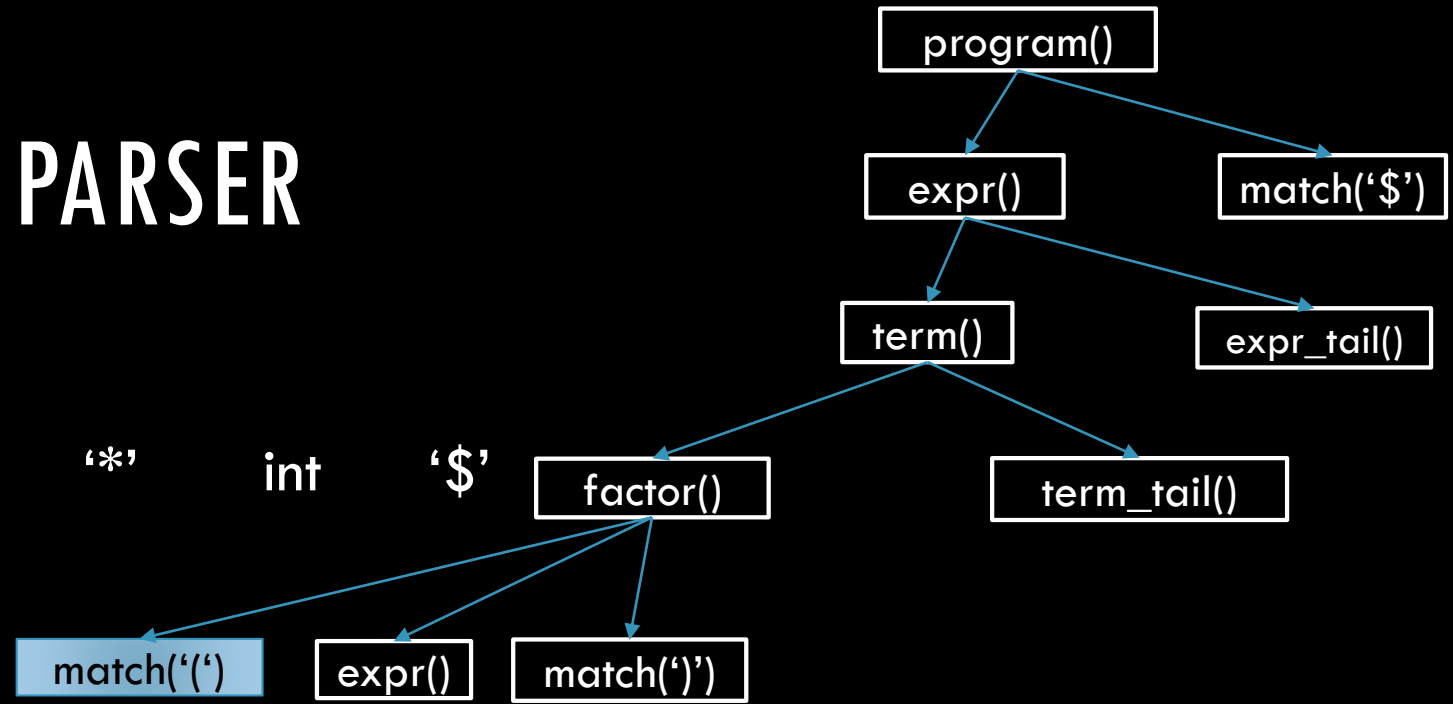 program()
PARSER
expr() match(‘$’)
term() expr_tail()
‘*’ int ‘$’ factor() term_tail()
match(‘(‘) expr() match(‘)’)